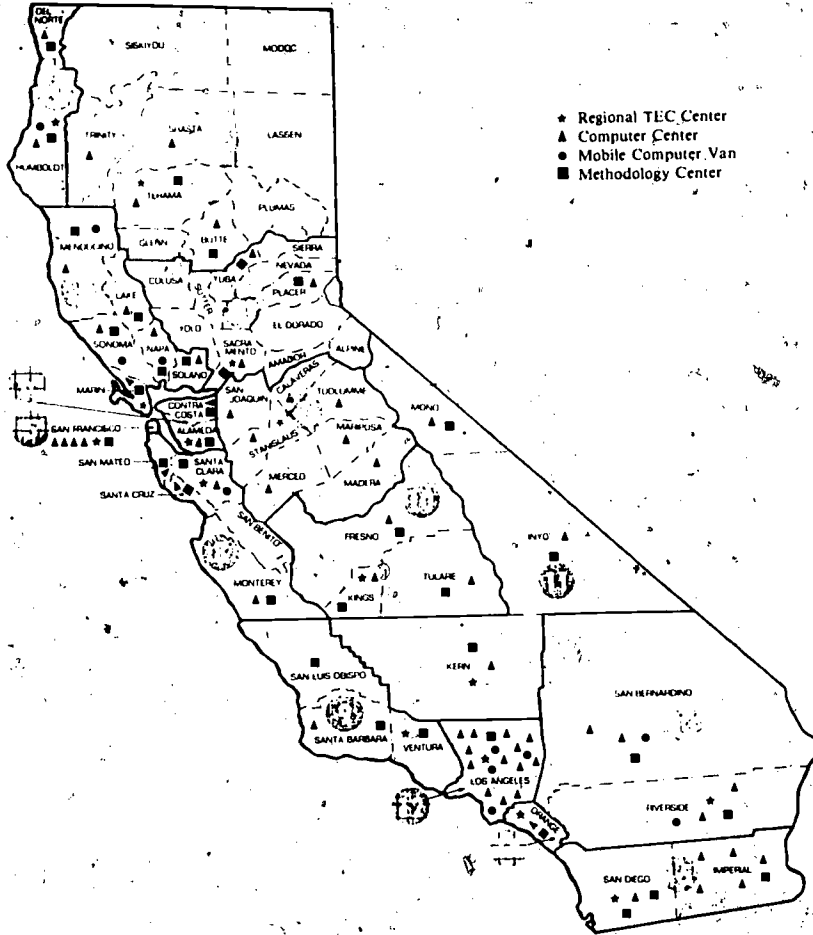 DEL NORTE
SISKIYOU
MODOC
★ Regional TEC Center
▲ Computer Center
● Mobile Computer Van
■ Methodology Center
TRINITY
SHASTA
LASSEN
HUMBOLDT
TEHAMA
PLUMAS
MENDOCINO
GLENN
BUTTE
SIERRA
NEVADA
COLUSA
YUBA
PLACER
LAKE
SUTTER
YOLO
EL DORADO
SONOMA
NAPA
SACRA
MENTO
AMADOR
ALPINE
SOLANO
MARIN
CALAVERAS
SAN
JOAQUIN
CONTRA
COSTA
TUOLUMNE
MONO
SAN FRANCISCO
ALAMEDA
STANISLAUS
MARIPOSA
SAN MATEO
SANTA
CLARA
MERCED
MADERA
SANTA CRUZ
SAN BENITO
FRESNO
INYO
MONTEREY
KINGS
TULARE
KERN
SAN LUIS OBISPO
SAN BERNARDINO
SANTA BARBARA
VENTURA
LOS ANGELES
RIVERSIDE
ORANGE
SAN DIEGO
IMPERIAL